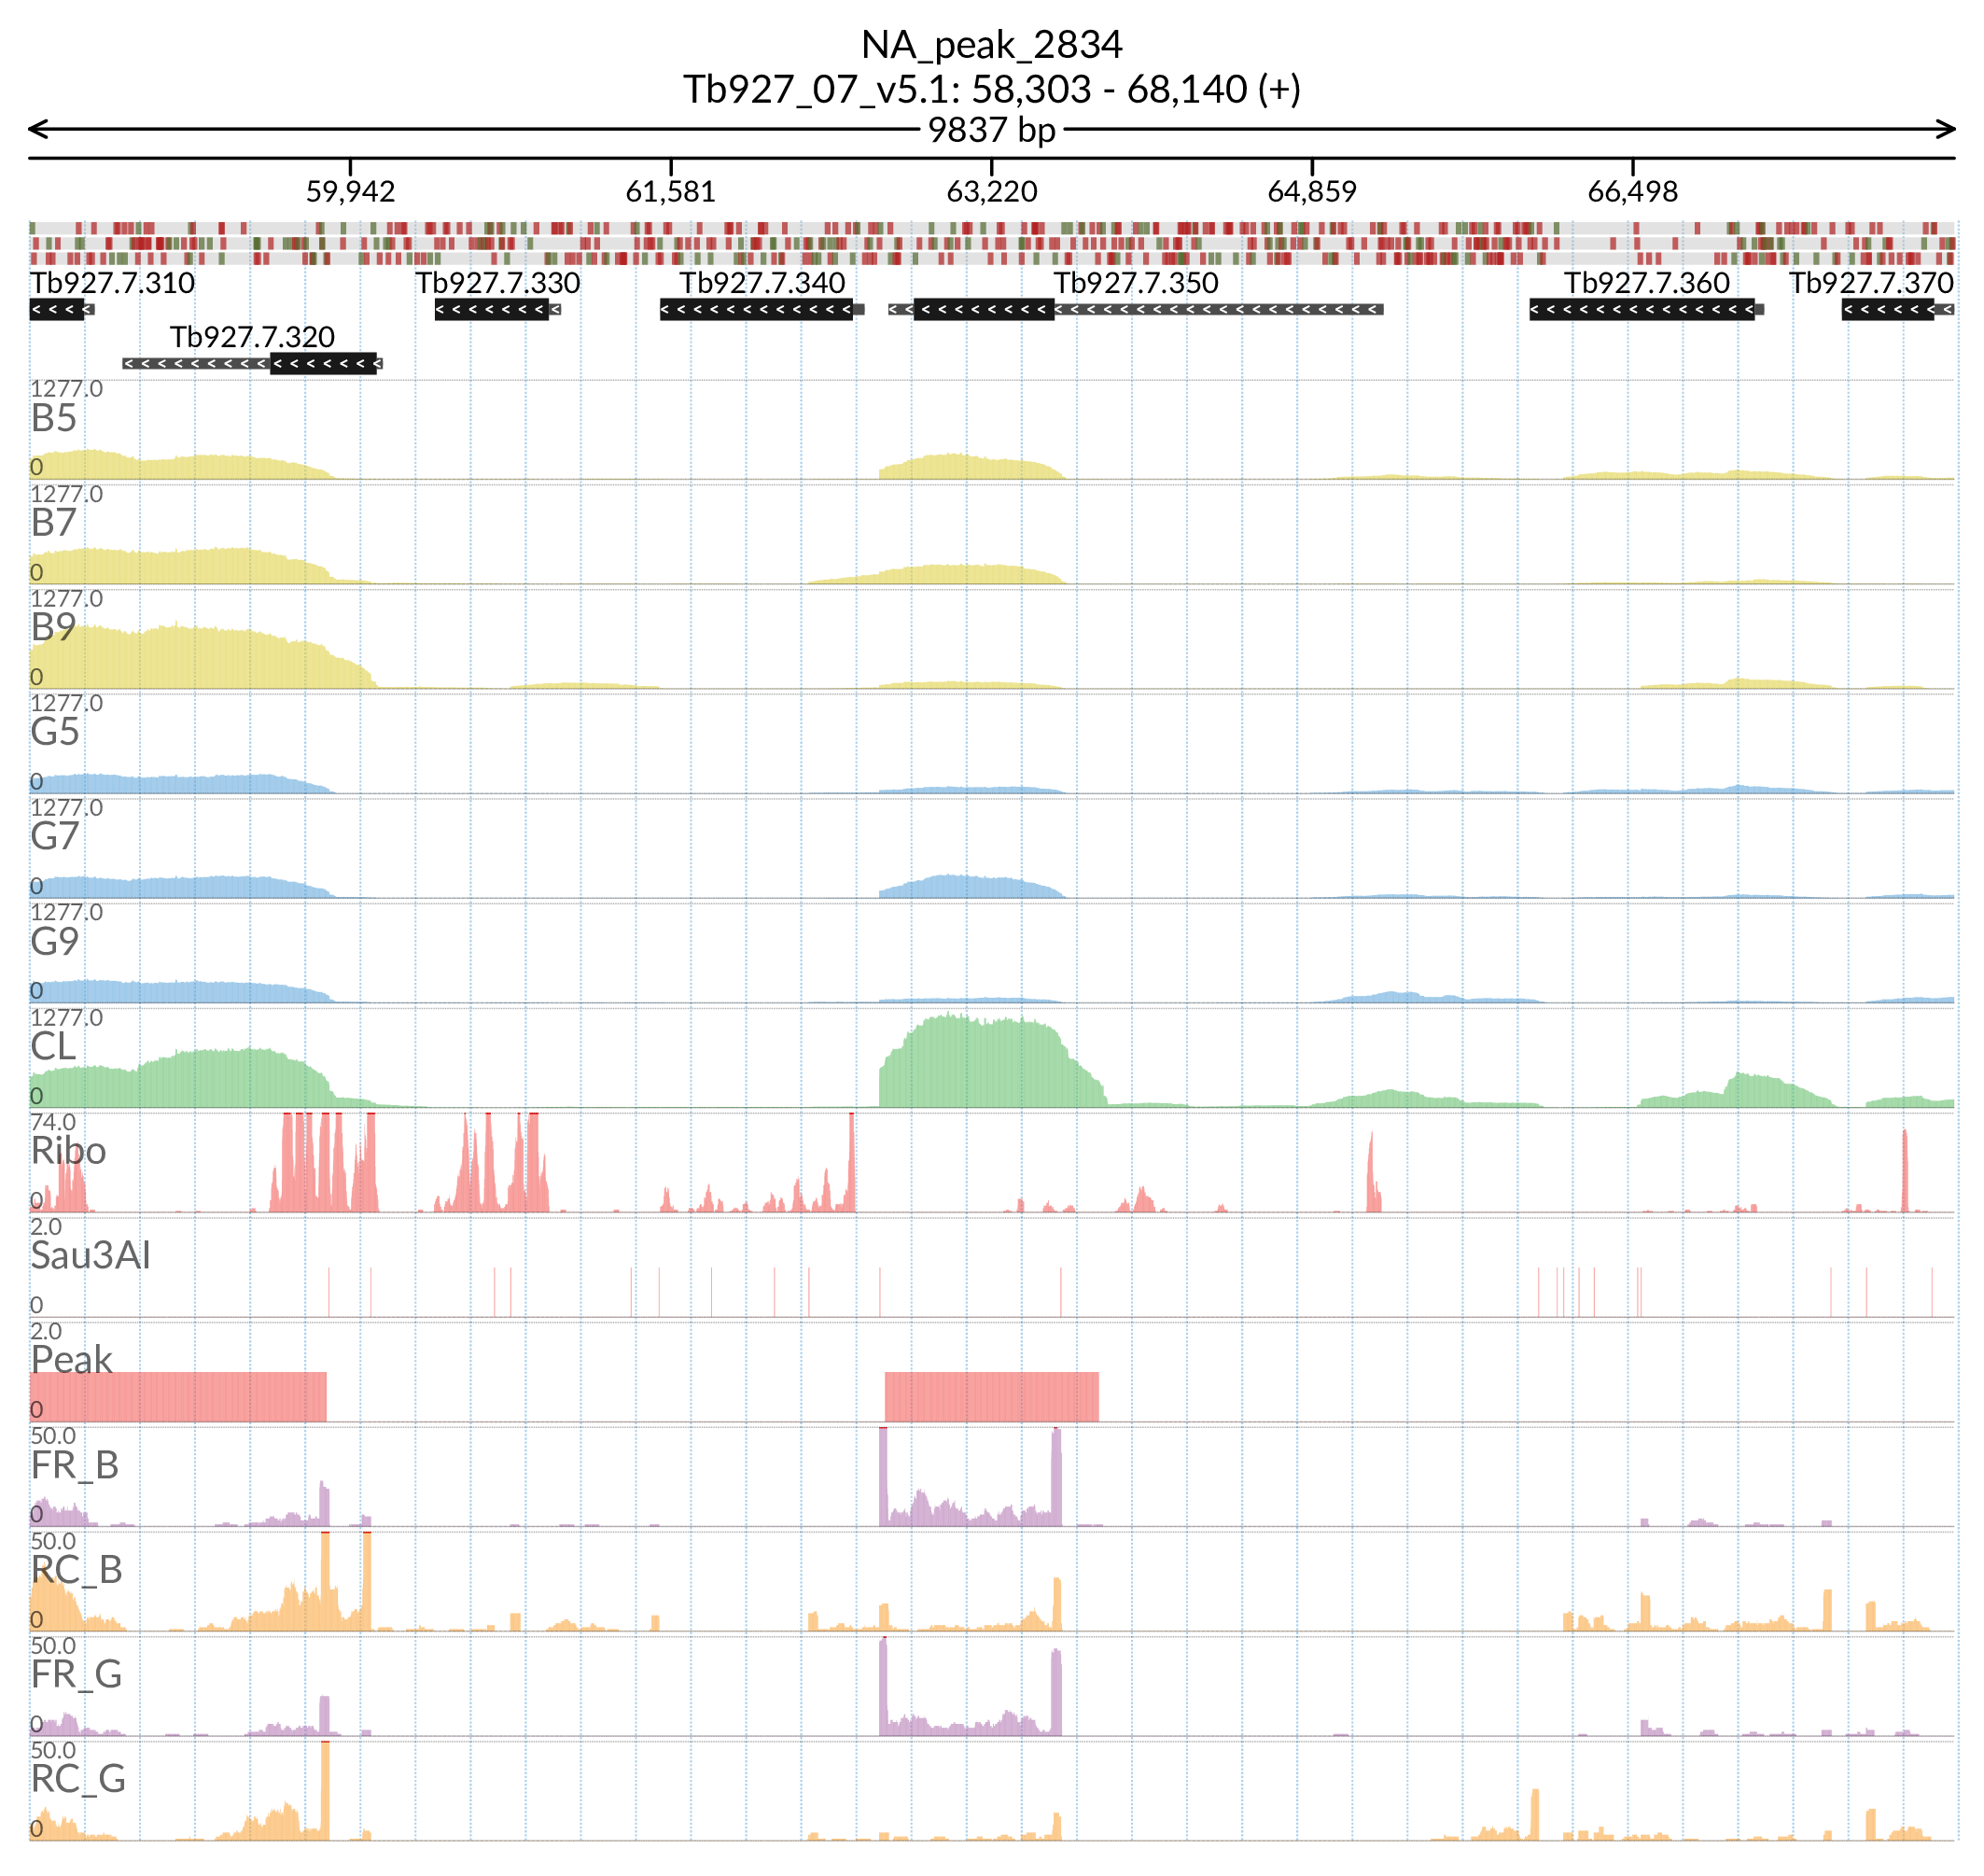 NA_peak_2834
Tb927_07_v5.1: 58,303 - 68,140 (+)
9837 bp
59,942 61,581 63,220 64,859 66,498
Tb927.7.310 Tb927.7.330 Tb927.7.340 Tb927.7.350 Tb927.7.360 Tb927.7.370
Tb927.7.320
1277.0
B5
0
1277.0
B7
0
1277.0
B9
0
1277.0
G5
0
1277.0
G7
0
1277.0
G9
0
1277.0
CL
0
74.0
Ribo
0
2.0
Sau3AI
0
2.0
Peak
0
50.0
FR_B
0
50.0
RC_B
0
50.0
FR_G
0
50.0
RC_G
0